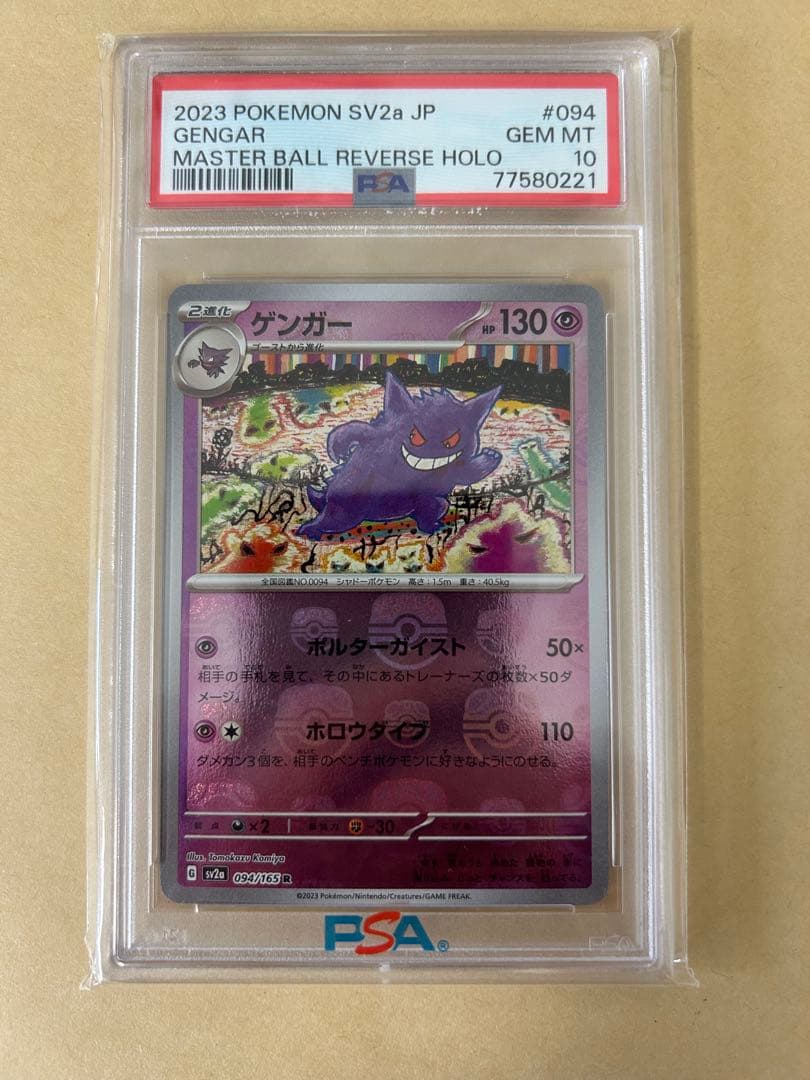 2023 POKEMON SV2a JP #094
GENGAR GEM MT
MASTER BALL REVERSE HOLO 10
PSA 77580221
2進化
ゲンガー HP 130
ゴーストから進化
全国図鑑NO.0094 シャドーポケモン 高さ:1.5m 重さ:40.5kg
ポルターガイスト 50×
相手の手札を見て、その中にあるトレーナーズの枚数×50ダ
メージ。
ホロウダイブ 110
ダメカン3個を、相手のベンチポケモンに好きなようにのせる。
弱点 ×2 抵抗力 -30
Illus. Tomokazu Komiya
G sv2a 094/165 R
©2023 Pokémon/Nintendo/Creatures/GAME FREAK.
PSA®